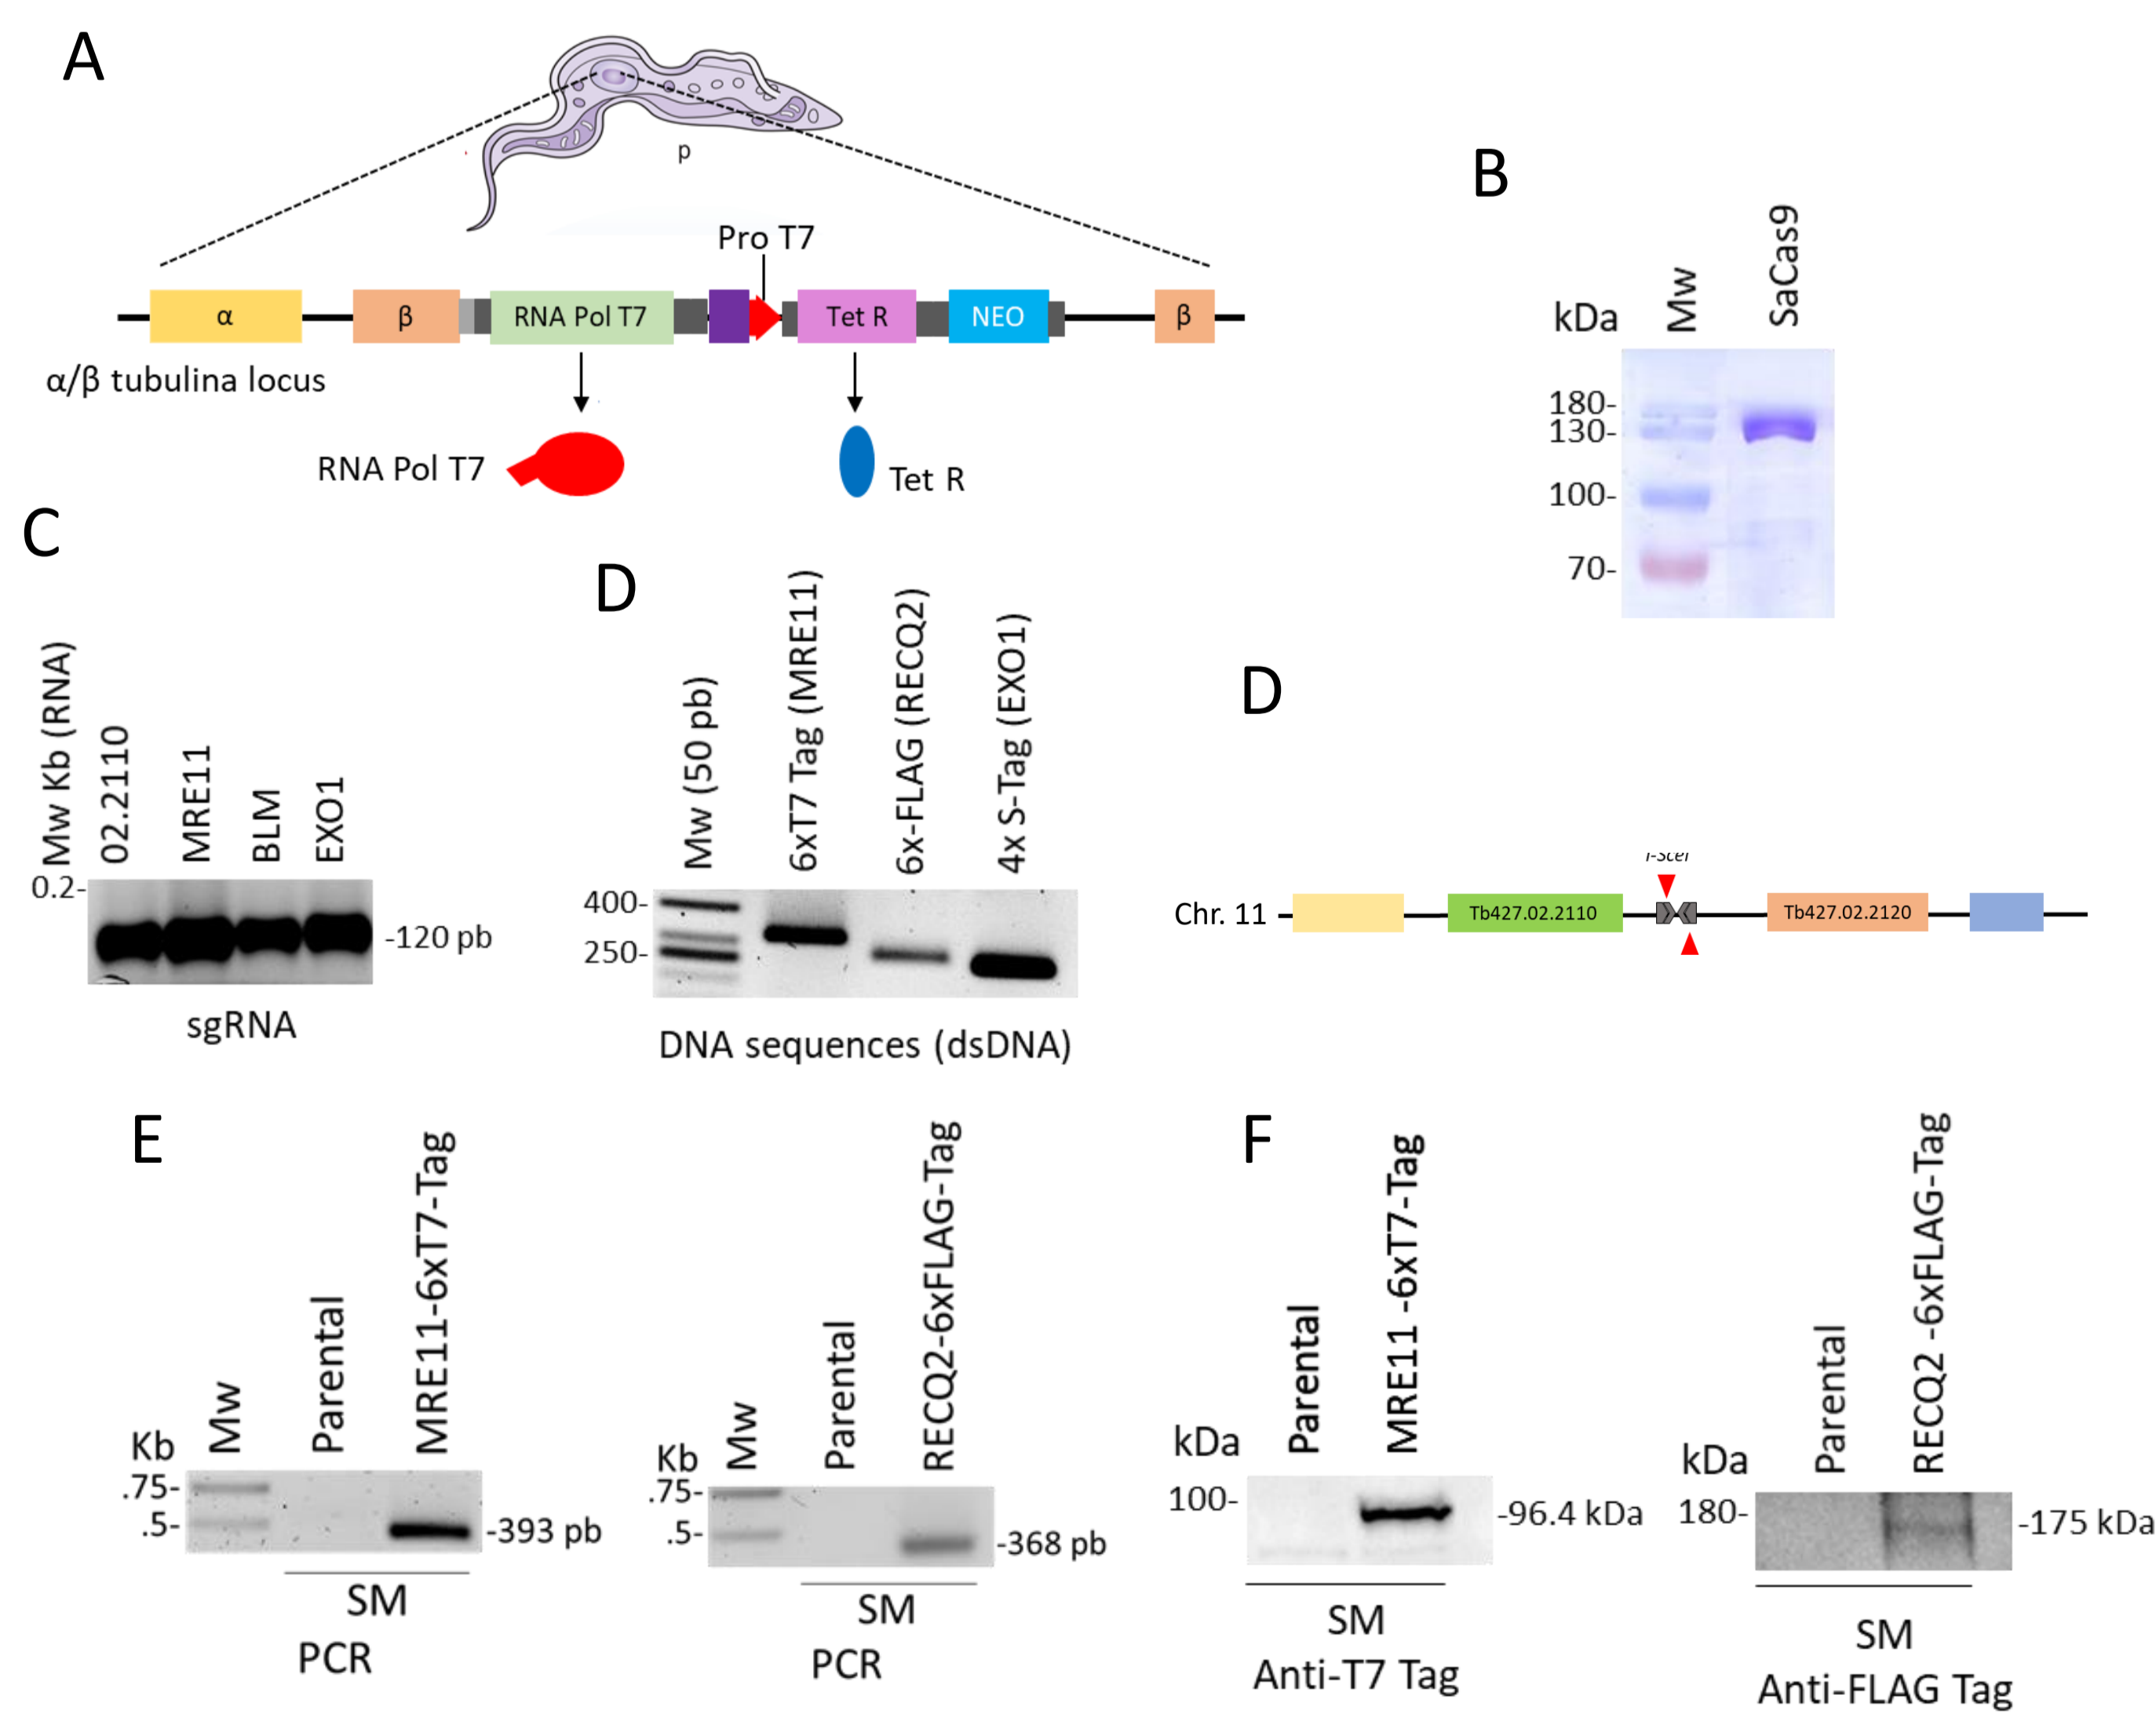 A
p
Pro T7
α
β
RNA Pol T7
Tet R
NEO
β
α/β tubulina locus
RNA Pol T7
Tet R
B
kDa
Mw
SaCas9
180-
130-
100-
70-
C
Mw Kb (RNA)
02.2110
MRE11
BLM
EXO1
0.2-
-120 pb
sgRNA
D
Mw (50 pb)
6xT7 Tag (MRE11)
6x-FLAG (RECQ2)
4x S-Tag (EXO1)
400-
250-
DNA sequences (dsDNA)
D
I-SceI
Chr. 11
Tb427.02.2110
Tb427.02.2120
E
Kb
Mw
Parental
MRE11-6xT7-Tag
.75-
.5-
-393 pb
SM
PCR
Kb
Mw
Parental
RECQ2-6xFLAG-Tag
.75-
.5-
-368 pb
SM
PCR
F
kDa
Parental
MRE11 -6xT7-Tag
100-
-96.4 kDa
SM
Anti-T7 Tag
kDa
Parental
RECQ2 -6xFLAG-Tag
180-
-175 kDa
SM
Anti-FLAG Tag